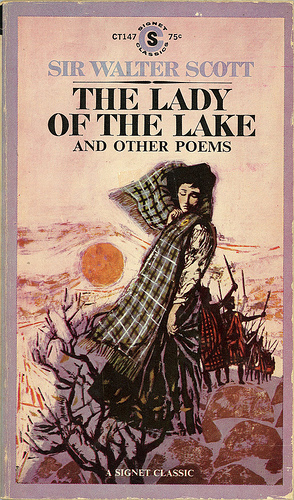 SIGNET
CT147 S 75¢
CLASSICS
SIR WALTER SCOTT
THE LADY
OF THE LAKE
AND OTHER POEMS
A SIGNET CLASSIC